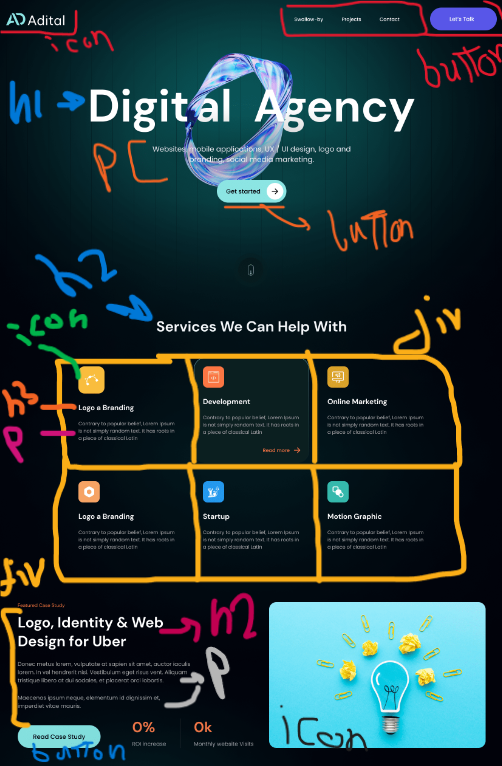 Adital
Swallow-by Projects Contact Let's Talk
icon
button
h1
Digital Agency
p
Websites, mobile applications, UX / UI design, logo and
branding, social media marketing.
Get started
button
h2
Services We Can Help With
icon
div
h3
p
Logo a Branding
Contrary to popular belief, Lorem Ipsum
is not simply random text. It has roots in
a piece of classical Latin
Development
Contrary to popular belief, Lorem Ipsum
is not simply random text. It has roots in
a piece of classical Latin
Read more
Online Marketing
Contrary to popular belief, Lorem Ipsum
is not simply random text. It has roots in
a piece of classical Latin
Logo a Branding
Contrary to popular belief, Lorem Ipsum
is not simply random text. It has roots in
a piece of classical Latin
Startup
Contrary to popular belief, Lorem Ipsum
is not simply random text. It has roots in
a piece of classical Latin
Motion Graphic
Contrary to popular belief, Lorem Ipsum
is not simply random text. It has roots in
a piece of classical Latin
div
Featured Case Study
Logo, Identity & Web
Design for Uber
h2
Donec metus lorem, vulputate at sapien sit amet, auctor iaculis
lorem. In vel hendrerit nisl. Vestibulum eget risus velit. Aliquam
tristique libero at dui sodales, et placerat orci lobortis.
p
Maecenas ipsum neque, elementum id dignissim et,
imperdiet vitae mauris.
Read Case Study
button
0%
ROI increase
0k
Monthly website Visits
icon